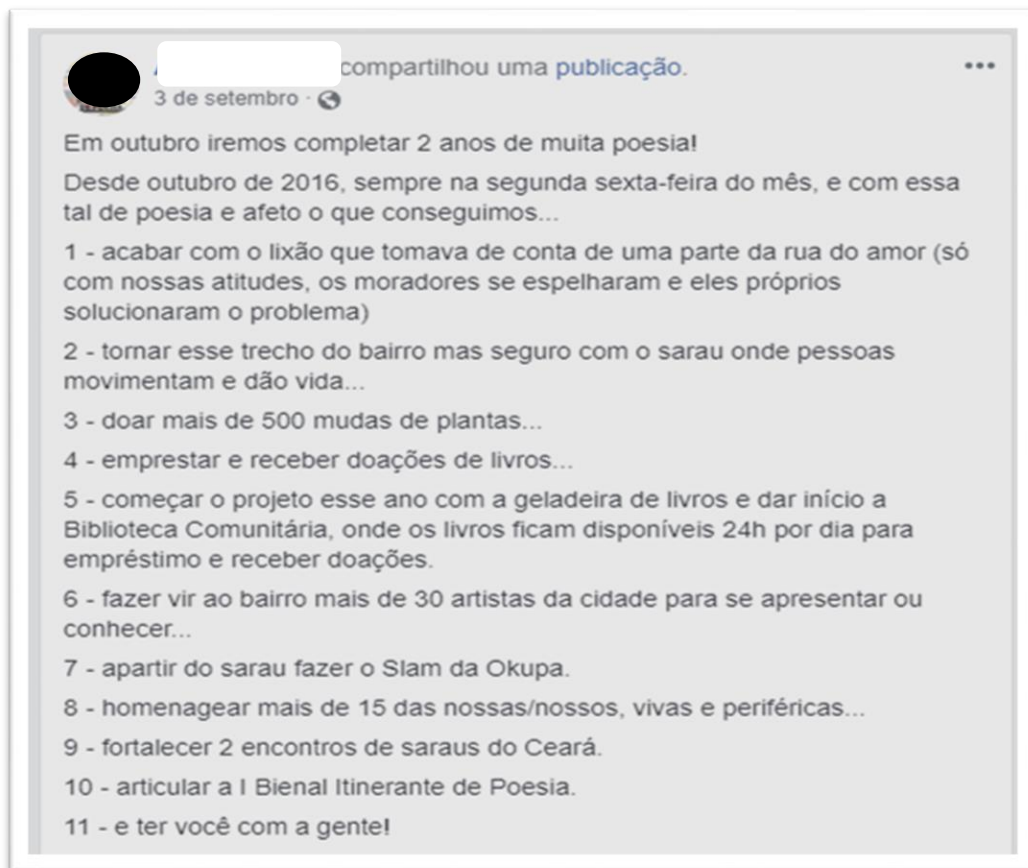 compartilhou uma publicação.
3 de setembro ·
Em outubro iremos completar 2 anos de muita poesia!
Desde outubro de 2016, sempre na segunda sexta-feira do mês, e com essa
tal de poesia e afeto o que conseguimos...
1 - acabar com o lixão que tomava de conta de uma parte da rua do amor (só
com nossas atitudes, os moradores se espelharam e eles próprios
solucionaram o problema)
2 - tornar esse trecho do bairro mas seguro com o sarau onde pessoas
movimentam e dão vida...
3 - doar mais de 500 mudas de plantas...
4 - emprestar e receber doações de livros...
5 - começar o projeto esse ano com a geladeira de livros e dar início a
Biblioteca Comunitária, onde os livros ficam disponíveis 24h por dia para
empréstimo e receber doações.
6 - fazer vir ao bairro mais de 30 artistas da cidade para se apresentar ou
conhecer...
7 - apartir do sarau fazer o Slam da Okupa.
8 - homenagear mais de 15 das nossas/nossos, vivas e periféricas...
9 - fortalecer 2 encontros de saraus do Ceará.
10 - articular a I Bienal Itinerante de Poesia.
11 - e ter você com a gente!